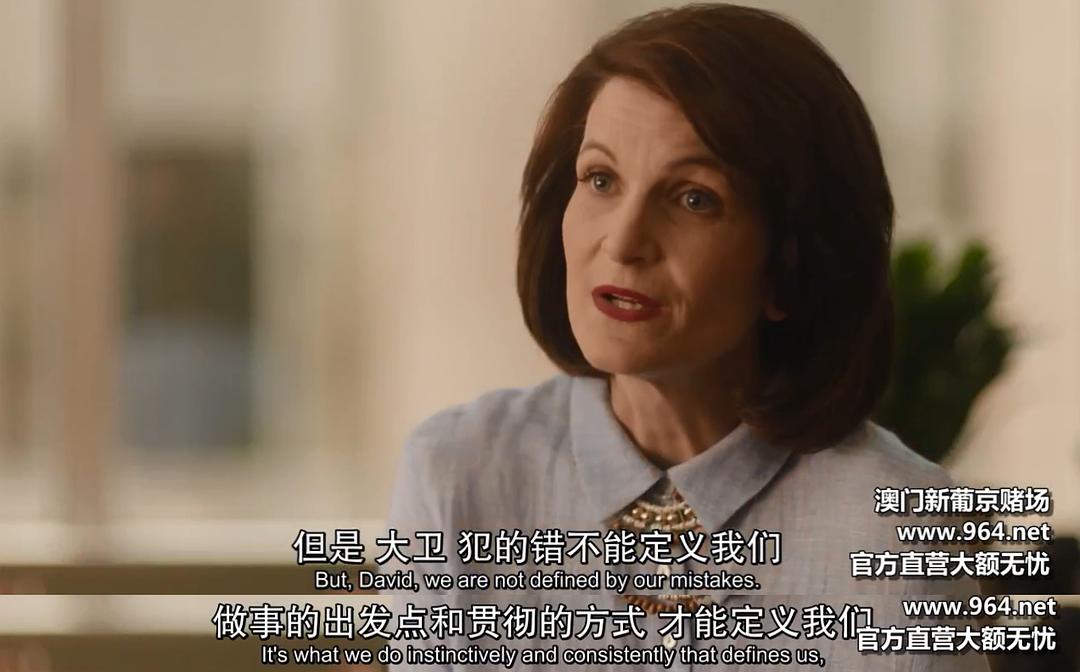 澳门新葡京赌场
www.964.net
官方直营大额无忧
但是 大卫 犯的错不能定义我们
But, David, we are not defined by our mistakes.
www.964.net
官方直营大额无忧
做事的出发点和贯彻的方式 才能定义我们
It's what we do instinctively and consistently that defines us,